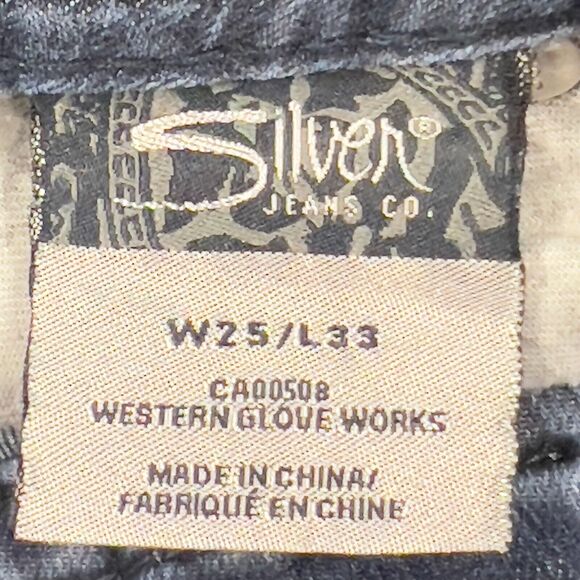 Silver®
JEANS CO.
W25/L33
CA00508
WESTERN GLOVE WORKS
MADE IN CHINA/
FABRIQUÉ EN CHINE